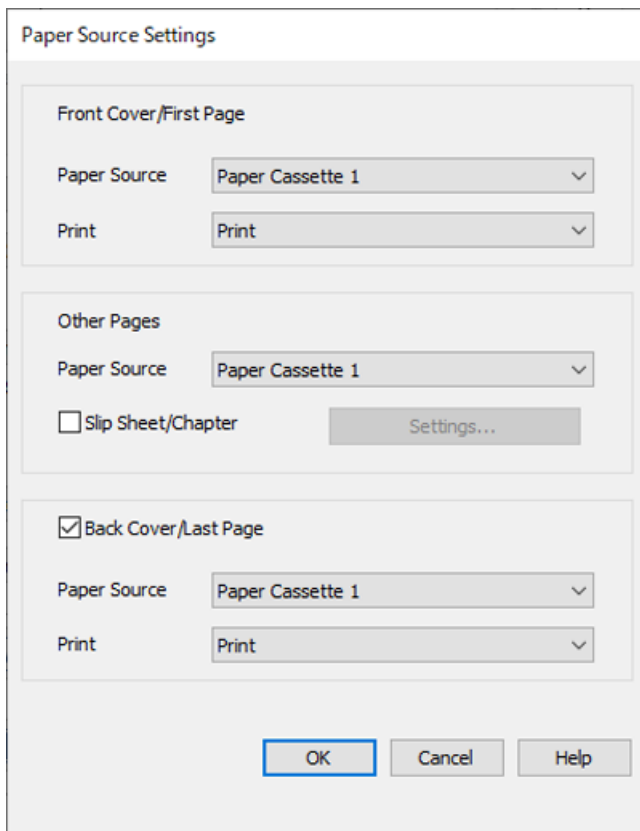 Paper Source Settings
Front Cover/First Page
Paper Source Paper Cassette 1
Print Print
Other Pages
Paper Source Paper Cassette 1
Slip Sheet/Chapter Settings...
Back Cover/Last Page
Paper Source Paper Cassette 1
Print Print
OK Cancel Help